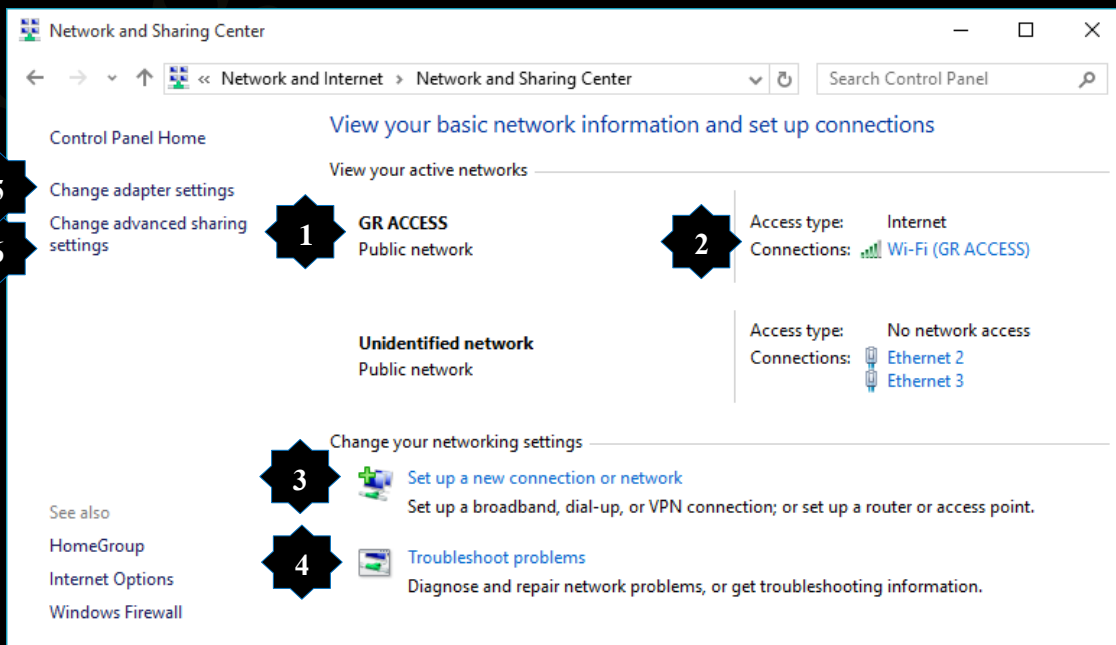 Network and Sharing Center
« Network and Internet > Network and Sharing Center
Search Control Panel
Control Panel Home
View your basic network information and set up connections
View your active networks
5
Change adapter settings
6
Change advanced sharing
settings
1
GR ACCESS
Public network
2
Access type: Internet
Connections: Wi-Fi (GR ACCESS)
Unidentified network
Public network
Access type: No network access
Connections: Ethernet 2
Ethernet 3
Change your networking settings
3
Set up a new connection or network
Set up a broadband, dial-up, or VPN connection; or set up a router or access point.
4
Troubleshoot problems
Diagnose and repair network problems, or get troubleshooting information.
See also
HomeGroup
Internet Options
Windows Firewall